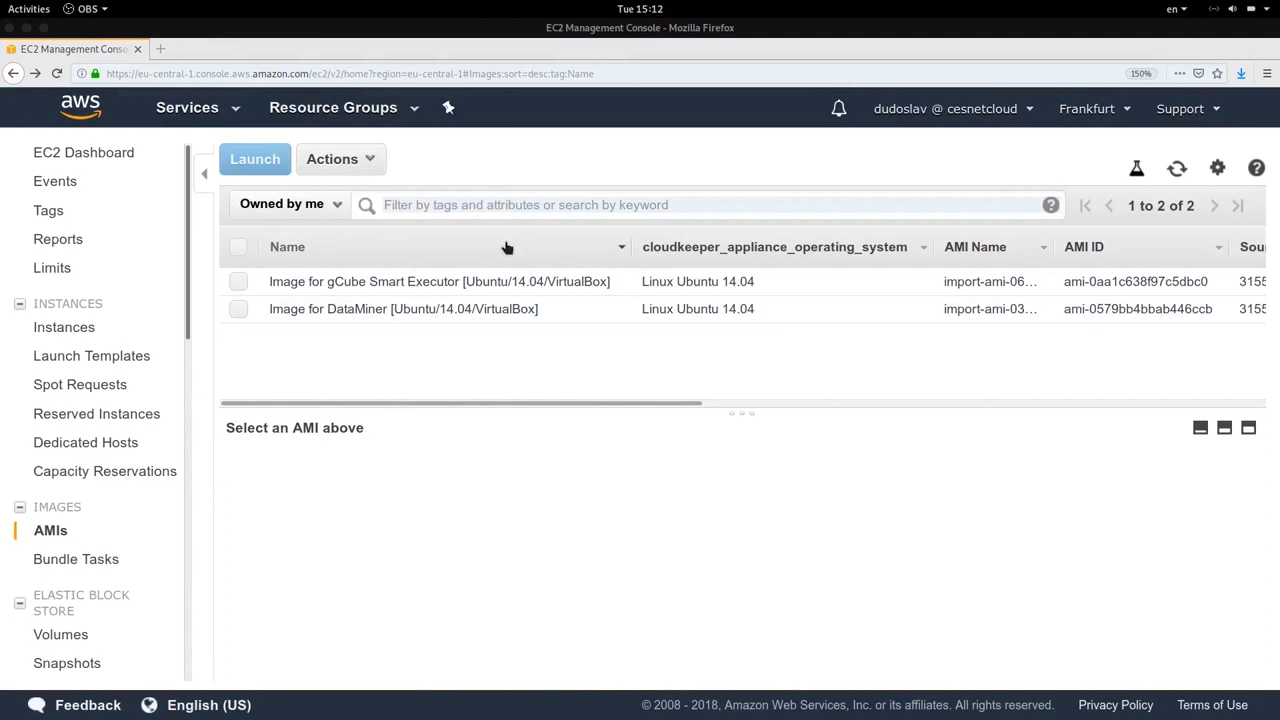 Activities OBS Tue 15:12 en
EC2 Management Console - Mozilla Firefox
EC2 Management Conso
https://eu-central-1.console.aws.amazon.com/ec2/v2/home?region=eu-central-1#Images:sort=desc:tag:Name 150%
aws Services Resource Groups dudoslav @ cesnetcloud Frankfurt Support
EC2 Dashboard
Events
Tags
Reports
Limits
INSTANCES
Instances
Launch Templates
Spot Requests
Reserved Instances
Dedicated Hosts
Capacity Reservations
IMAGES
AMIs
Bundle Tasks
ELASTIC BLOCK
STORE
Volumes
Snapshots
Launch Actions
Owned by me Filter by tags and attributes or search by keyword 1 to 2 of 2
Name cloudkeeper_appliance_operating_system AMI Name AMI ID Sou
Image for gCube Smart Executor [Ubuntu/14.04/VirtualBox] Linux Ubuntu 14.04 import-ami-06... ami-0aa1c638f97c5dbc0 3155
Image for DataMiner [Ubuntu/14.04/VirtualBox] Linux Ubuntu 14.04 import-ami-03... ami-0579bb4bbab446ccb 3155
Select an AMI above
Feedback English (US) © 2008 - 2018, Amazon Web Services, Inc. or its affiliates. All rights reserved. Privacy Policy Terms of Use